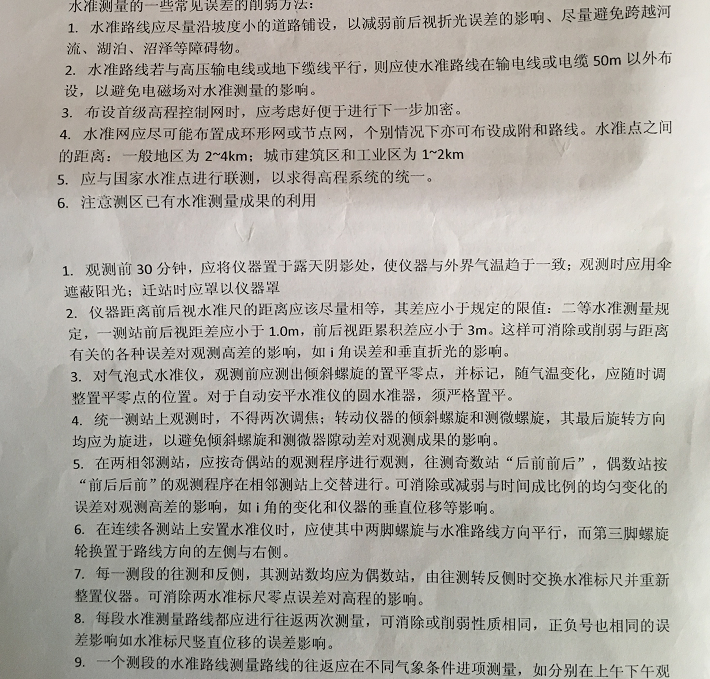 水准测量的一些常见误差的削弱方法：
1. 水准路线应尽量沿坡度小的道路铺设，以减弱前后视折光误差的影响、尽量避免跨越河
流、湖泊、沼泽等障碍物。
2. 水准路线若与高压输电线或地下缆线平行，则应使水准路线在输电线或电缆 50m 以外布
设，以避免电磁场对水准测量的影响。
3. 布设首级高程控制网时，应考虑好便于进行下一步加密。
4. 水准网应尽可能布置成环形网或节点网，个别情况下亦可布设成附和路线。水准点之间
的距离：一般地区为 2~4km；城市建筑区和工业区为 1~2km
5. 应与国家水准点进行联测，以求得高程系统的统一。
6. 注意测区已有水准测量成果的利用
1. 观测前 30 分钟，应将仪器置于露天阴影处，使仪器与外界气温趋于一致；观测时应用伞
遮蔽阳光；迁站时应罩以仪器罩
2. 仪器距离前后视水准尺的距离应该尽量相等，其差应小于规定的限值：二等水准测量规
定，一测站前后视距差应小于 1.0m，前后视距累积差应小于 3m。这样可消除或削弱与距离
有关的各种误差对观测高差的影响，如 i 角误差和垂直折光的影响。
3. 对气泡式水准仪，观测前应测出倾斜螺旋的置平零点，并标记，随气温变化，应随时调
整置平零点的位置。对于自动安平水准仪的圆水准器，须严格置平。
4. 统一测站上观测时，不得两次调焦；转动仪器的倾斜螺旋和测微螺旋，其最后旋转方向
均应为旋进，以避免倾斜螺旋和测微器隙动差对观测成果的影响。
5. 在两相邻测站，应按奇偶站的观测程序进行观测，往测奇数站“后前前后”，偶数站按
“前后后前”的观测程序在相邻测站上交替进行。可消除或减弱与时间成比例的均匀变化的
误差对观测高差的影响，如 i 角的变化和仪器的垂直位移等影响。
6. 在连续各测站上安置水准仪时，应使其中两脚螺旋与水准路线方向平行，而第三脚螺旋
轮换置于路线方向的左侧与右侧。
7. 每一测段的往测和反侧，其测站数均应为偶数站，由往测转反侧时交换水准标尺并重新
整置仪器。可消除两水准标尺零点误差对高程的影响。
8. 每段水准测量路线都应进行往返两次测量，可消除或削弱性质相同，正负号也相同的误
差影响如水准标尺竖直位移的误差影响。
9. 一个测段的水准路线测量路线的往返应在不同气象条件进项测量，如分别在上午下午观